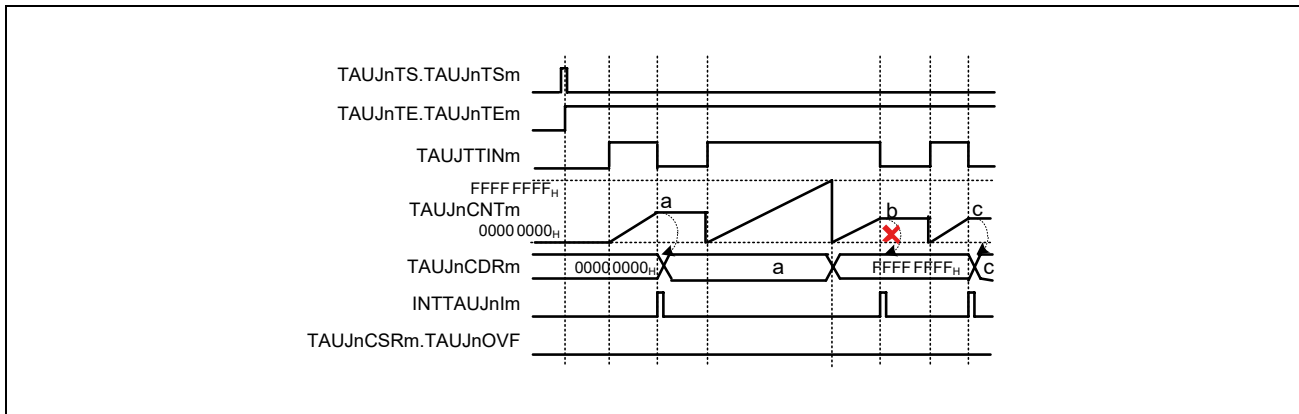 TAUJnTS.TAUJnTSm
TAUJnTE.TAUJnTEm
TAUJTTINm
FFFF FFFFH
TAUJnCNTm
0000 0000H
a
b
c
TAUJnCDRm
0000 0000H
a
FFFF FFFFH
c
INTTAUJnIm
TAUJnCSRm.TAUJnOVF